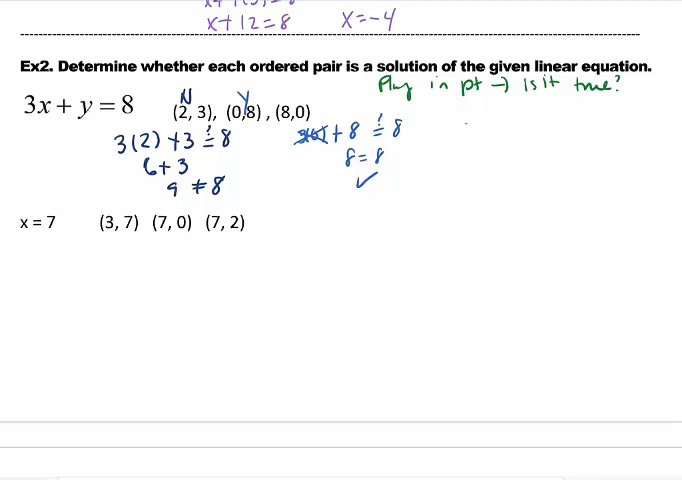 x+12=8 x=-4
Ex2. Determine whether each ordered pair is a solution of the given linear equation.
Plug in pt → Is it true?
3x + y = 8 (2, 3), (0,8) , (8,0)
N Y
3(2) +3 ≟ 8 3(0) + 8 ≟ 8
6+3 8 = 8
9 ≠ 8 ✓
x = 7 (3, 7) (7, 0) (7, 2)